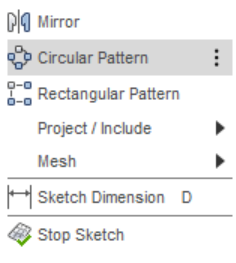 Mirror
Circular Pattern
Rectangular Pattern
Project / Include
Mesh
Sketch Dimension D
Stop Sketch